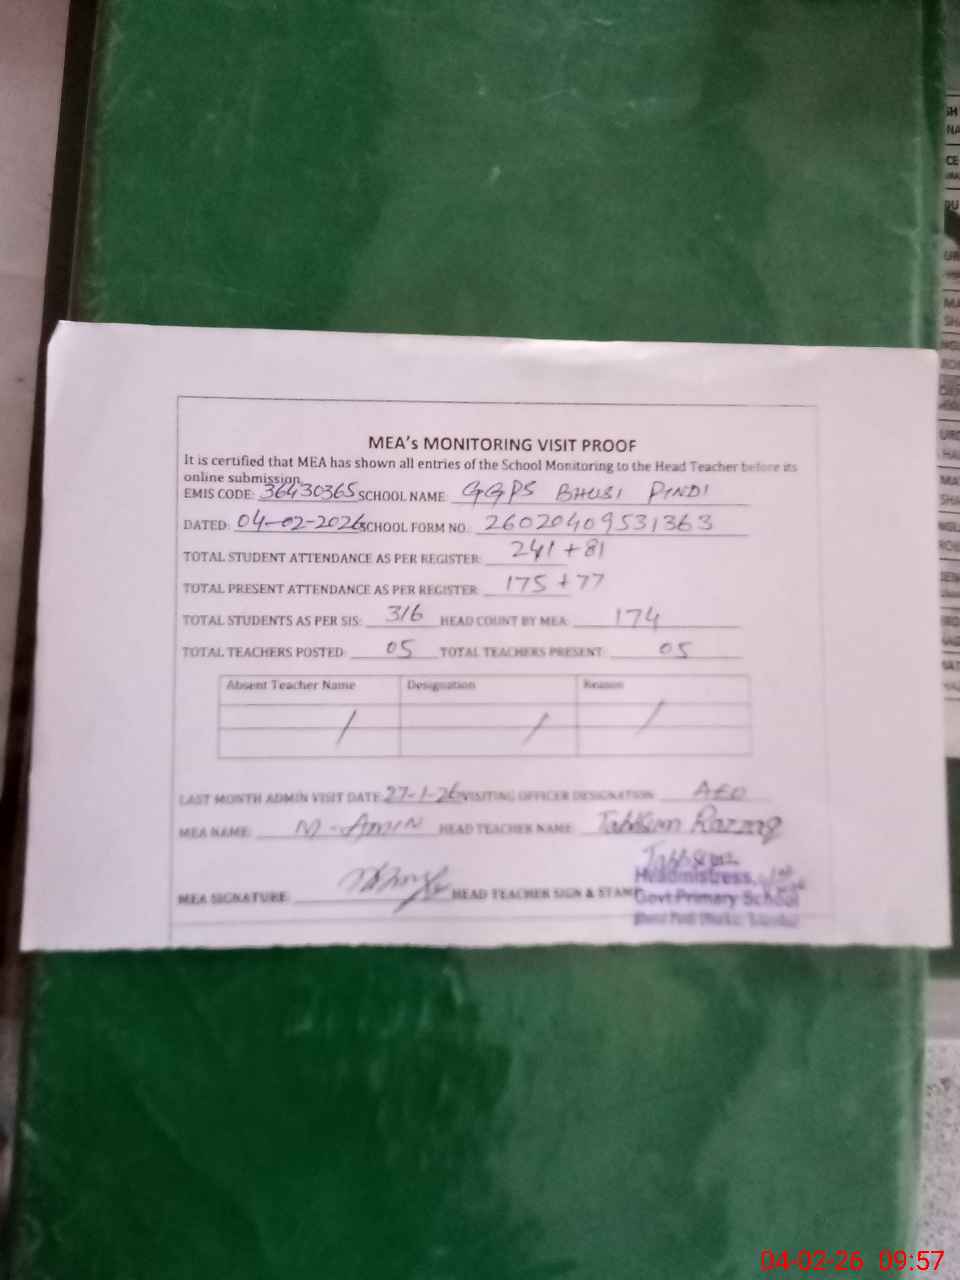 MEA's MONITORING VISIT PROOF
It is certified that MEA has shown all entries of the School Monitoring to the Head Teacher before its
online submission.
EMIS CODE: 36430365 SCHOOL NAME: GGPS BHUBI PINDI
DATED: 04-02-2026 SCHOOL FORM NO.: 26020409531363
TOTAL STUDENT ATTENDANCE AS PER REGISTER: 241 + 81
TOTAL PRESENT ATTENDANCE AS PER REGISTER: 175 + 77
TOTAL STUDENTS AS PER SIS: 316 HEAD COUNT BY MEA: 174
TOTAL TEACHERS POSTED: 05 TOTAL TEACHERS PRESENT: 05
Absent Teacher Name Designation Reason
/ / /
LAST MONTH ADMIN VISIT DATE: 27-1-26 VISITING OFFICER DESIGNATION: AEO
MEA NAME: M-AMIN HEAD TEACHER NAME: Razzaq
MEA SIGNATURE: HEAD TEACHER SIGN & STAMP
Headmistress
Govt Primary School
04-02-26 09:57